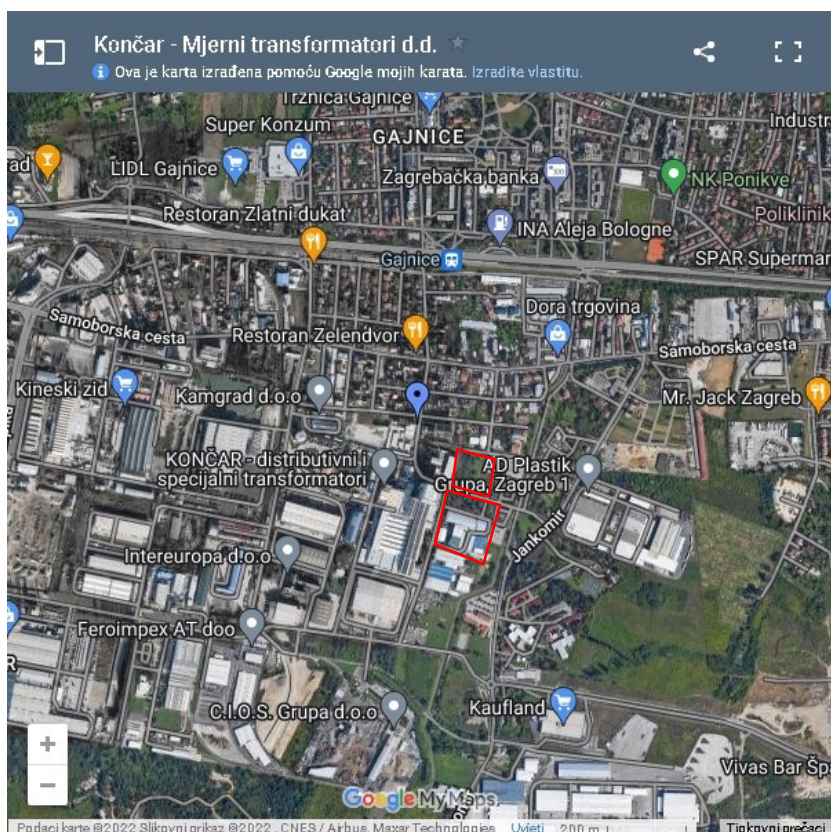 Končar - Mjerni transformatori d.d.
Ova je karta izrađena pomoću Google mojih karata. Izradite vlastitu.
Tržnica Gajnice
Super Konzum
Industr
GAJNICE
ad
LIDL Gajnice
Zagrebačka banka
NK Ponikve
Restoran Zlatni dukat
Poliklinik
INA Aleja Bologne
Gajnice
SPAR Supermar
Dora trgovina
Samoborska cesta
Restoran Zelendvor
Samoborska cesta
Kineski zid
Kamgrad d.o.o
Mr. Jack Zagreb
KONČAR - distributivni i
specijalni transformatori
AD Plastik
Grupa, Zagreb 1
Jankomir
Intereuropa d.o.o.
Feroimpex AT doo
R
C.I.O.S. Grupa d.o.o
Kaufland
Vivas Bar Špa
+
−
Google My Maps
Podaci karte ©2022 Slikovni prikaz ©2022 , CNES / Airbus, Maxar Technologies Uvjeti 200 m Tipkovni prečaci